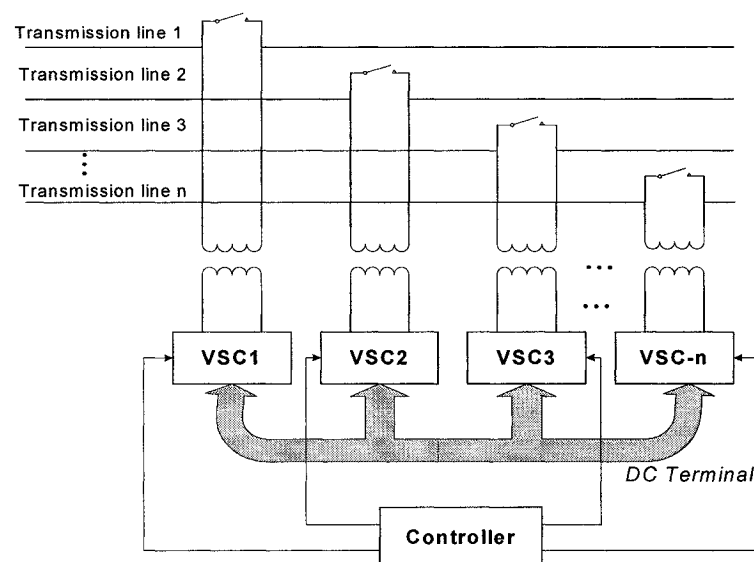 Transmission line 1
Transmission line 2
Transmission line 3
Transmission line n
VSC1
VSC2
VSC3
VSC-n
DC Terminal
Controller